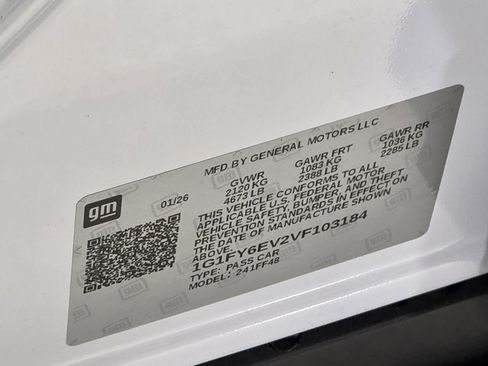 gm
01/26
MFD BY GENERAL MOTORS LLC
GVWR GAWR FRT GAWR RR
2120 KG 1083 KG 1036 KG
4673 LB 2388 LB 2285 LB
THIS VEHICLE CONFORMS TO ALL
APPLICABLE U.S. FEDERAL MOTOR
VEHICLE SAFETY, BUMPER, AND THEFT
PREVENTION STANDARDS IN EFFECT ON
THE DATE OF MANUFACTURE SHOWN
ABOVE.
1G1FY6EV2VF103184
TYPE: PASS CAR
MODEL: 241FF48